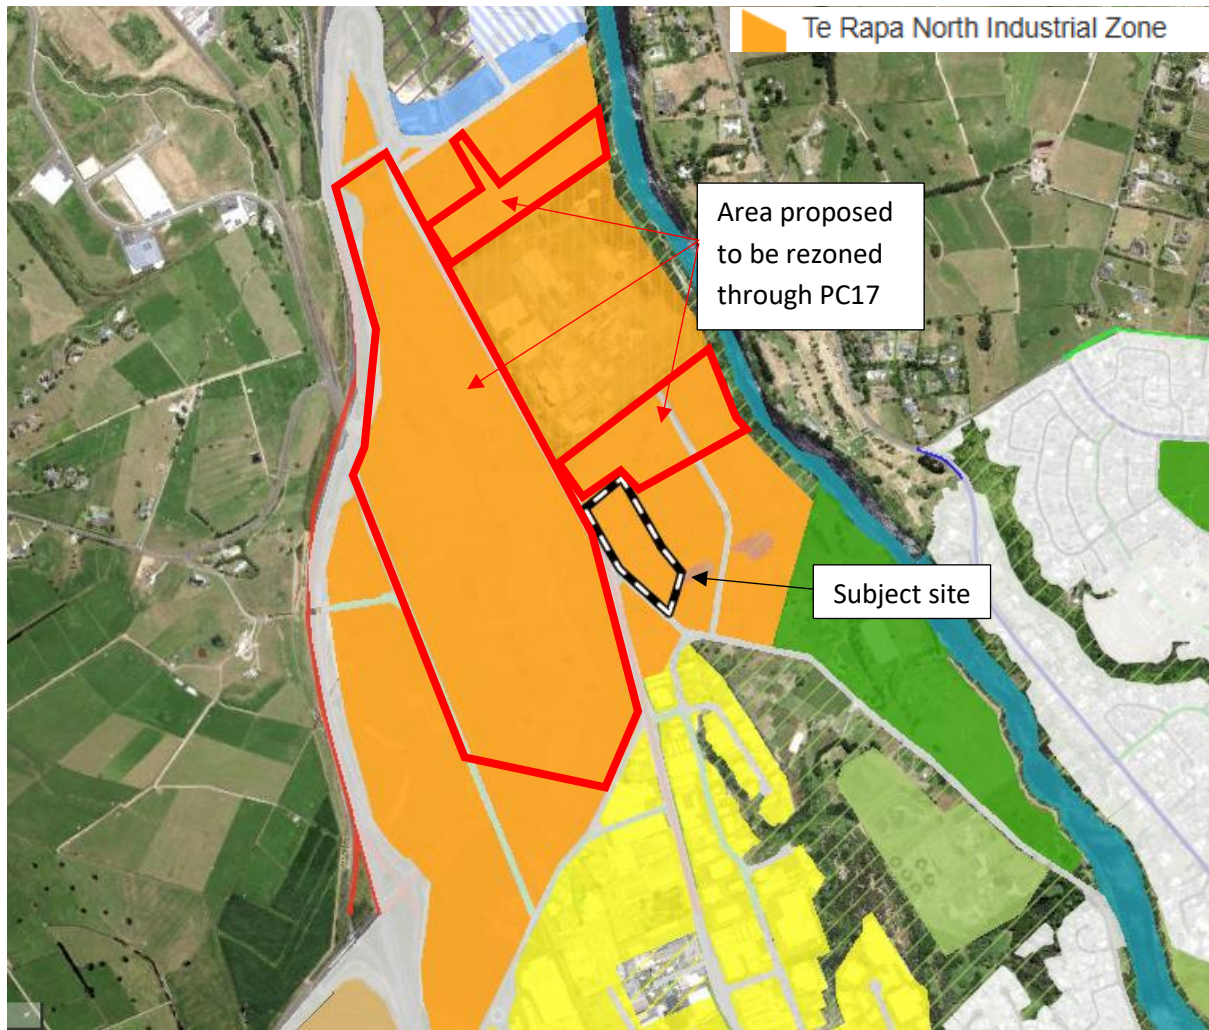 Te Rapa North Industrial Zone
Area proposed
to be rezoned
through PC17
Subject site